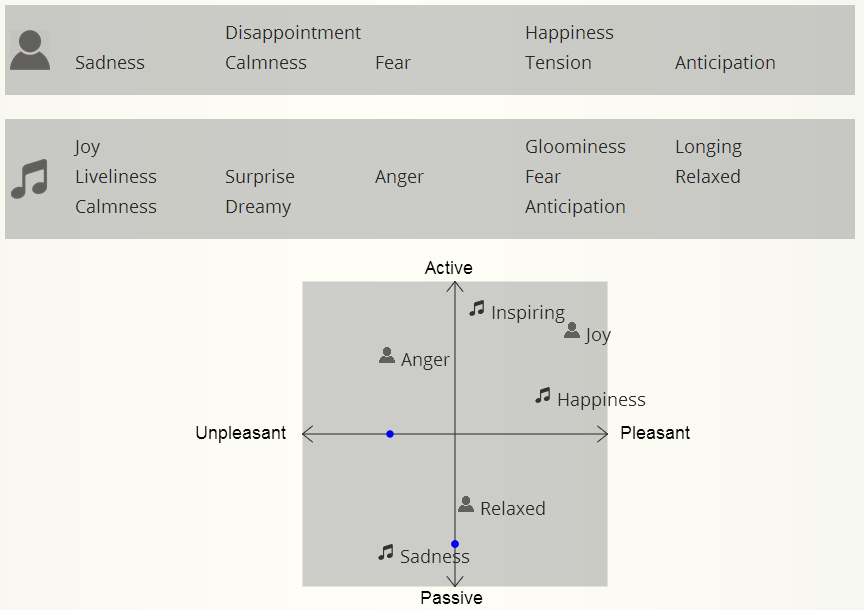 Disappointment Happiness
Sadness Calmness Fear Tension Anticipation
Joy Gloominess Longing
Liveliness Surprise Anger Fear Relaxed
Calmness Dreamy Anticipation
Active
Inspiring
Joy
Anger
Happiness
Unpleasant Pleasant
Relaxed
Sadness
Passive